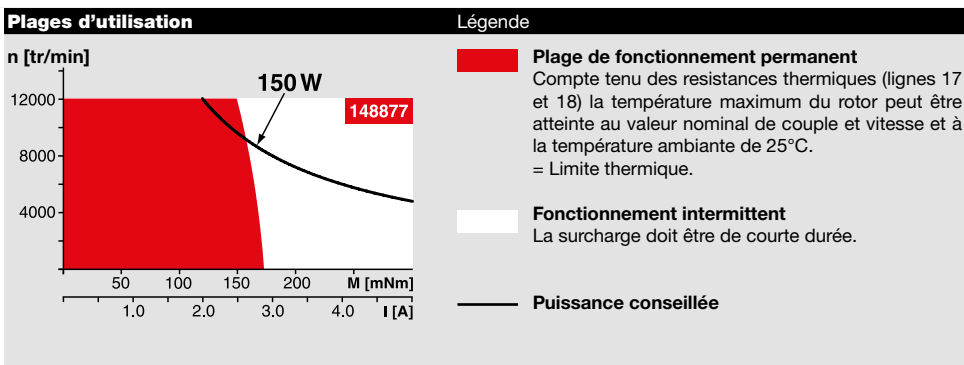 Plages d'utilisation
Légende
n [tr/min]
12000
8000
4000
150 W
148877
50 100 150 200 M [mNm]
1.0 2.0 3.0 4.0 I [A]
Plage de fonctionnement permanent
Compte tenu des resistances thermiques (lignes 17
et 18) la température maximum du rotor peut être
atteinte au valeur nominal de couple et vitesse et à
la température ambiante de 25°C.
= Limite thermique.
Fonctionnement intermittent
La surcharge doit être de courte durée.
Puissance conseillée